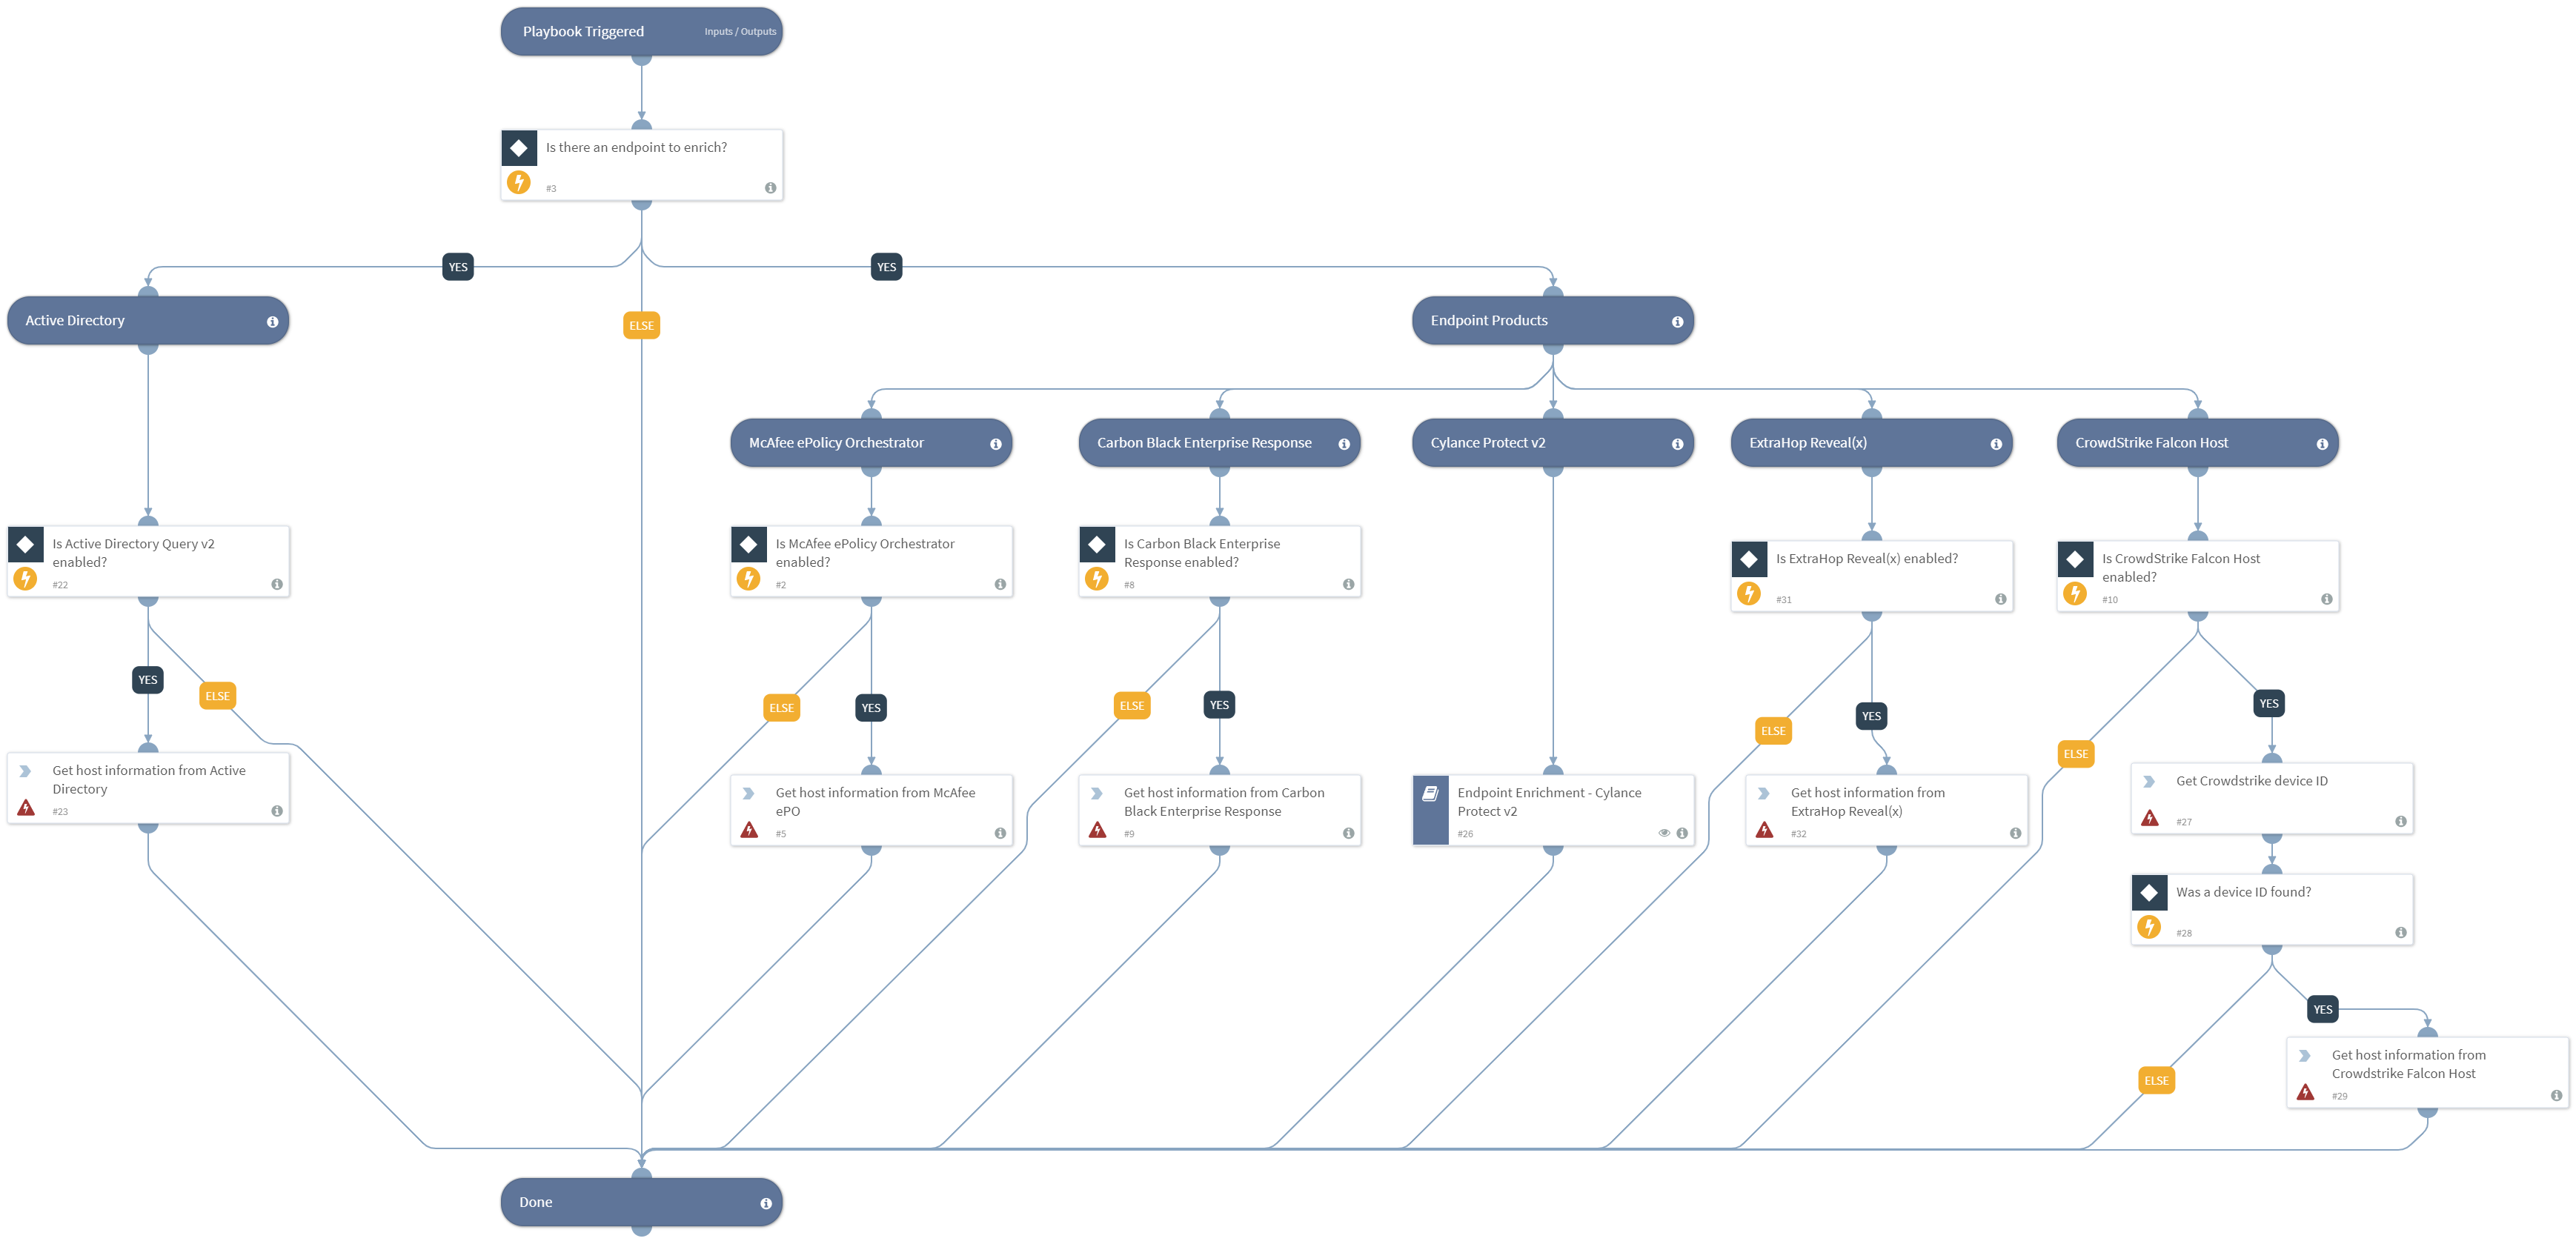 Playbook Triggered
Inputs / Outputs
Is there an endpoint to enrich?
#3
YES
YES
ELSE
Active Directory
Endpoint Products
McAfee ePolicy Orchestrator
Carbon Black Enterprise Response
Cylance Protect v2
ExtraHop Reveal(x)
CrowdStrike Falcon Host
Is Active Directory Query v2
enabled?
#22
Is McAfee ePolicy Orchestrator
enabled?
#2
Is Carbon Black Enterprise
Response enabled?
#8
Is ExtraHop Reveal(x) enabled?
#31
Is CrowdStrike Falcon Host
enabled?
#10
YES
ELSE
ELSE
YES
ELSE
YES
ELSE
YES
ELSE
YES
Get host information from Active
Directory
#23
Get host information from McAfee
ePO
#5
Get host information from Carbon
Black Enterprise Response
#9
Endpoint Enrichment - Cylance
Protect v2
#26
Get host information from
ExtraHop Reveal(x)
#32
Get Crowdstrike device ID
#27
Was a device ID found?
#28
YES
ELSE
Get host information from
Crowdstrike Falcon Host
#29
Done